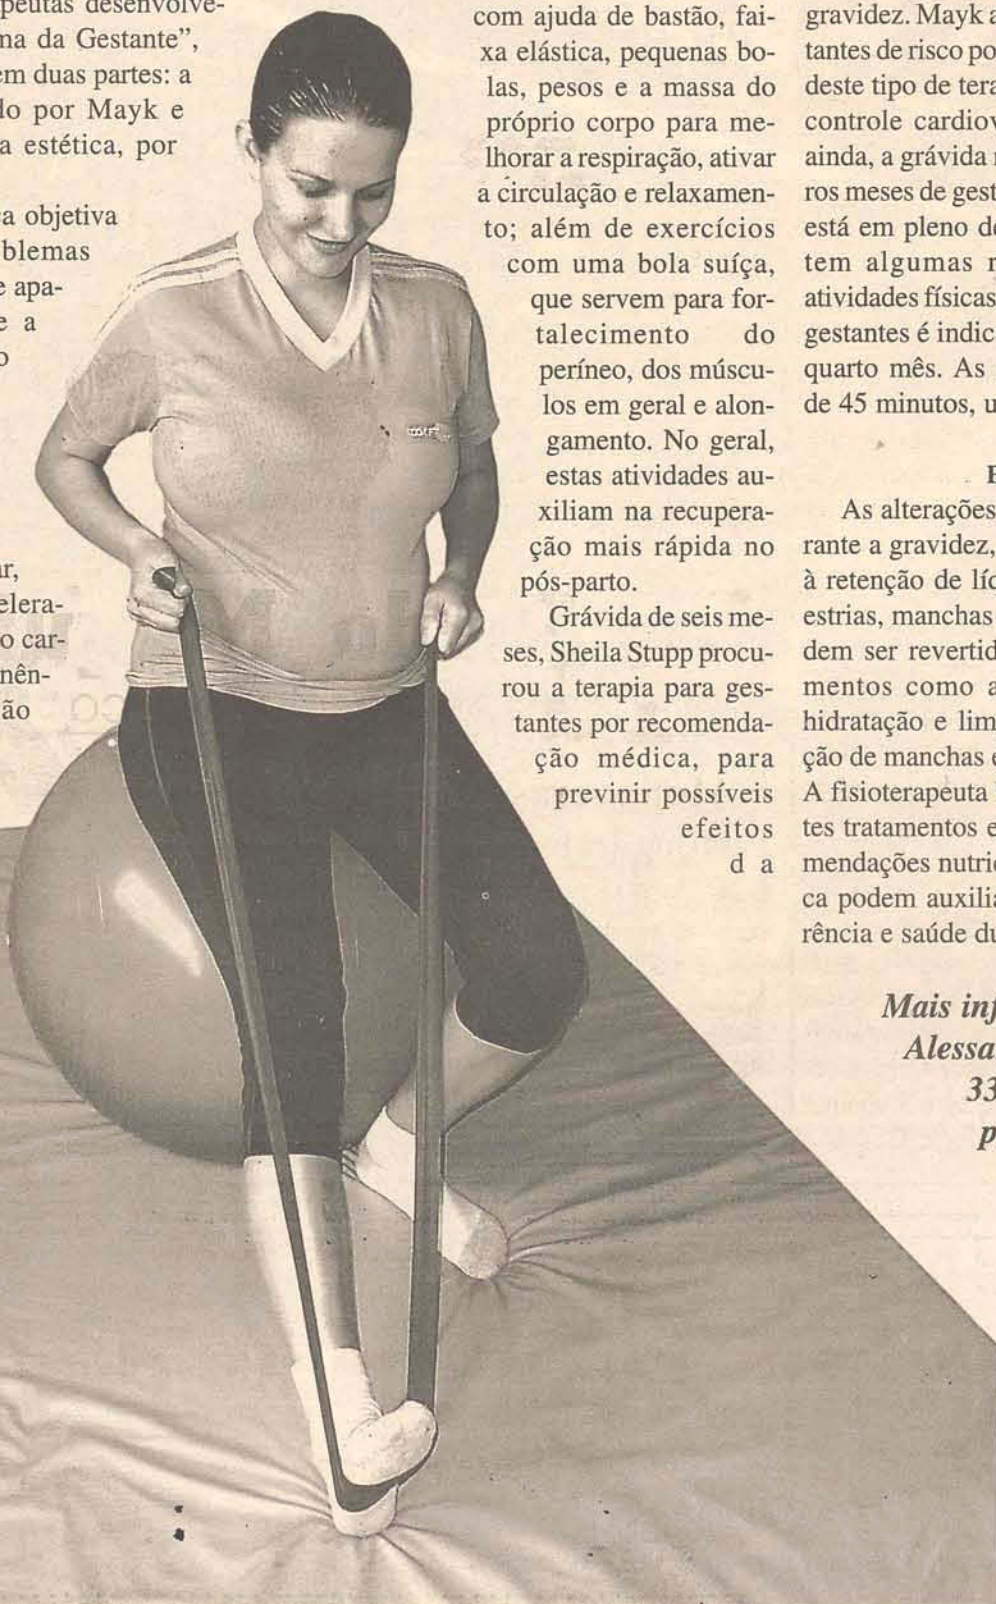 peutas desenvolve-
na da Gestante",
em duas partes: a
do por Mayk e
a estética, por
a objetiva
blemas
e apa-
e a
o
ar,
elera-
o car-
nên-
ão
com ajuda de bastão, fai-
xa elástica, pequenas bo-
las, pesos e a massa do
próprio corpo para me-
lhorar a respiração, ativar
a circulação e relaxamen-
to; além de exercícios
com uma bola suíça,
que servem para for-
talecimento do
períneo, dos múscu-
los em geral e alon-
gamento. No geral,
estas atividades au-
xiliam na recupera-
ção mais rápida no
pós-parto.
Grávida de seis me-
ses, Sheila Stupp procu-
rou a terapia para ges-
tantes por recomenda-
ção médica, para
previnir possíveis
efeitos
d a
gravidez. Mayk a
tantes de risco po
deste tipo de tera
controle cardiov
ainda, a grávida
ros meses de gest
está em pleno de
tem algumas
atividades físicas
gestantes é indic
quarto mês. As
de 45 minutos, u
As alterações
rante a gravidez,
à retenção de líq
estrias, manchas
dem ser revertid
mentos como a
hidratação e lim
ção de manchas e
A fisioterapeuta
tes tratamentos e
mendações nutri
ca podem auxilia
rência e saúde du
Mais inf
Alessa
33
p